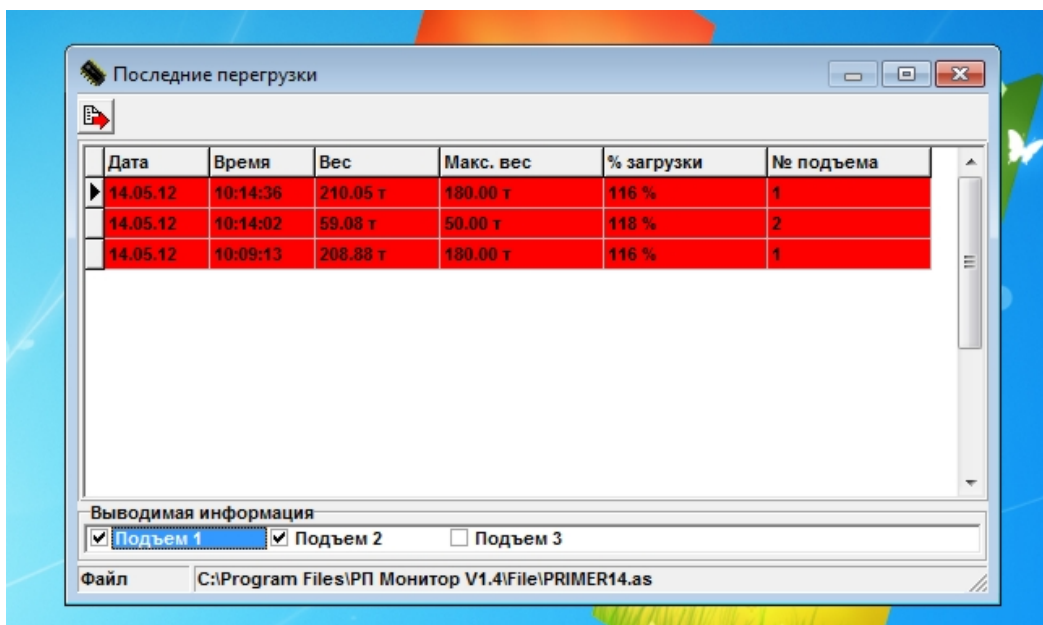 Последние перегрузки
Дата Время Вес Макс. вес % загрузки № подъема
14.05.12 10:14:36 210.05 т 180.00 т 116 % 1
14.05.12 10:14:02 59.08 т 50.00 т 118 % 2
14.05.12 10:09:13 208.88 т 180.00 т 116 % 1
Выводимая информация
Подъем 1 Подъем 2 Подъем 3
Файл C:\Program Files\РП Монитор V1.4\File\PRIMER14.as